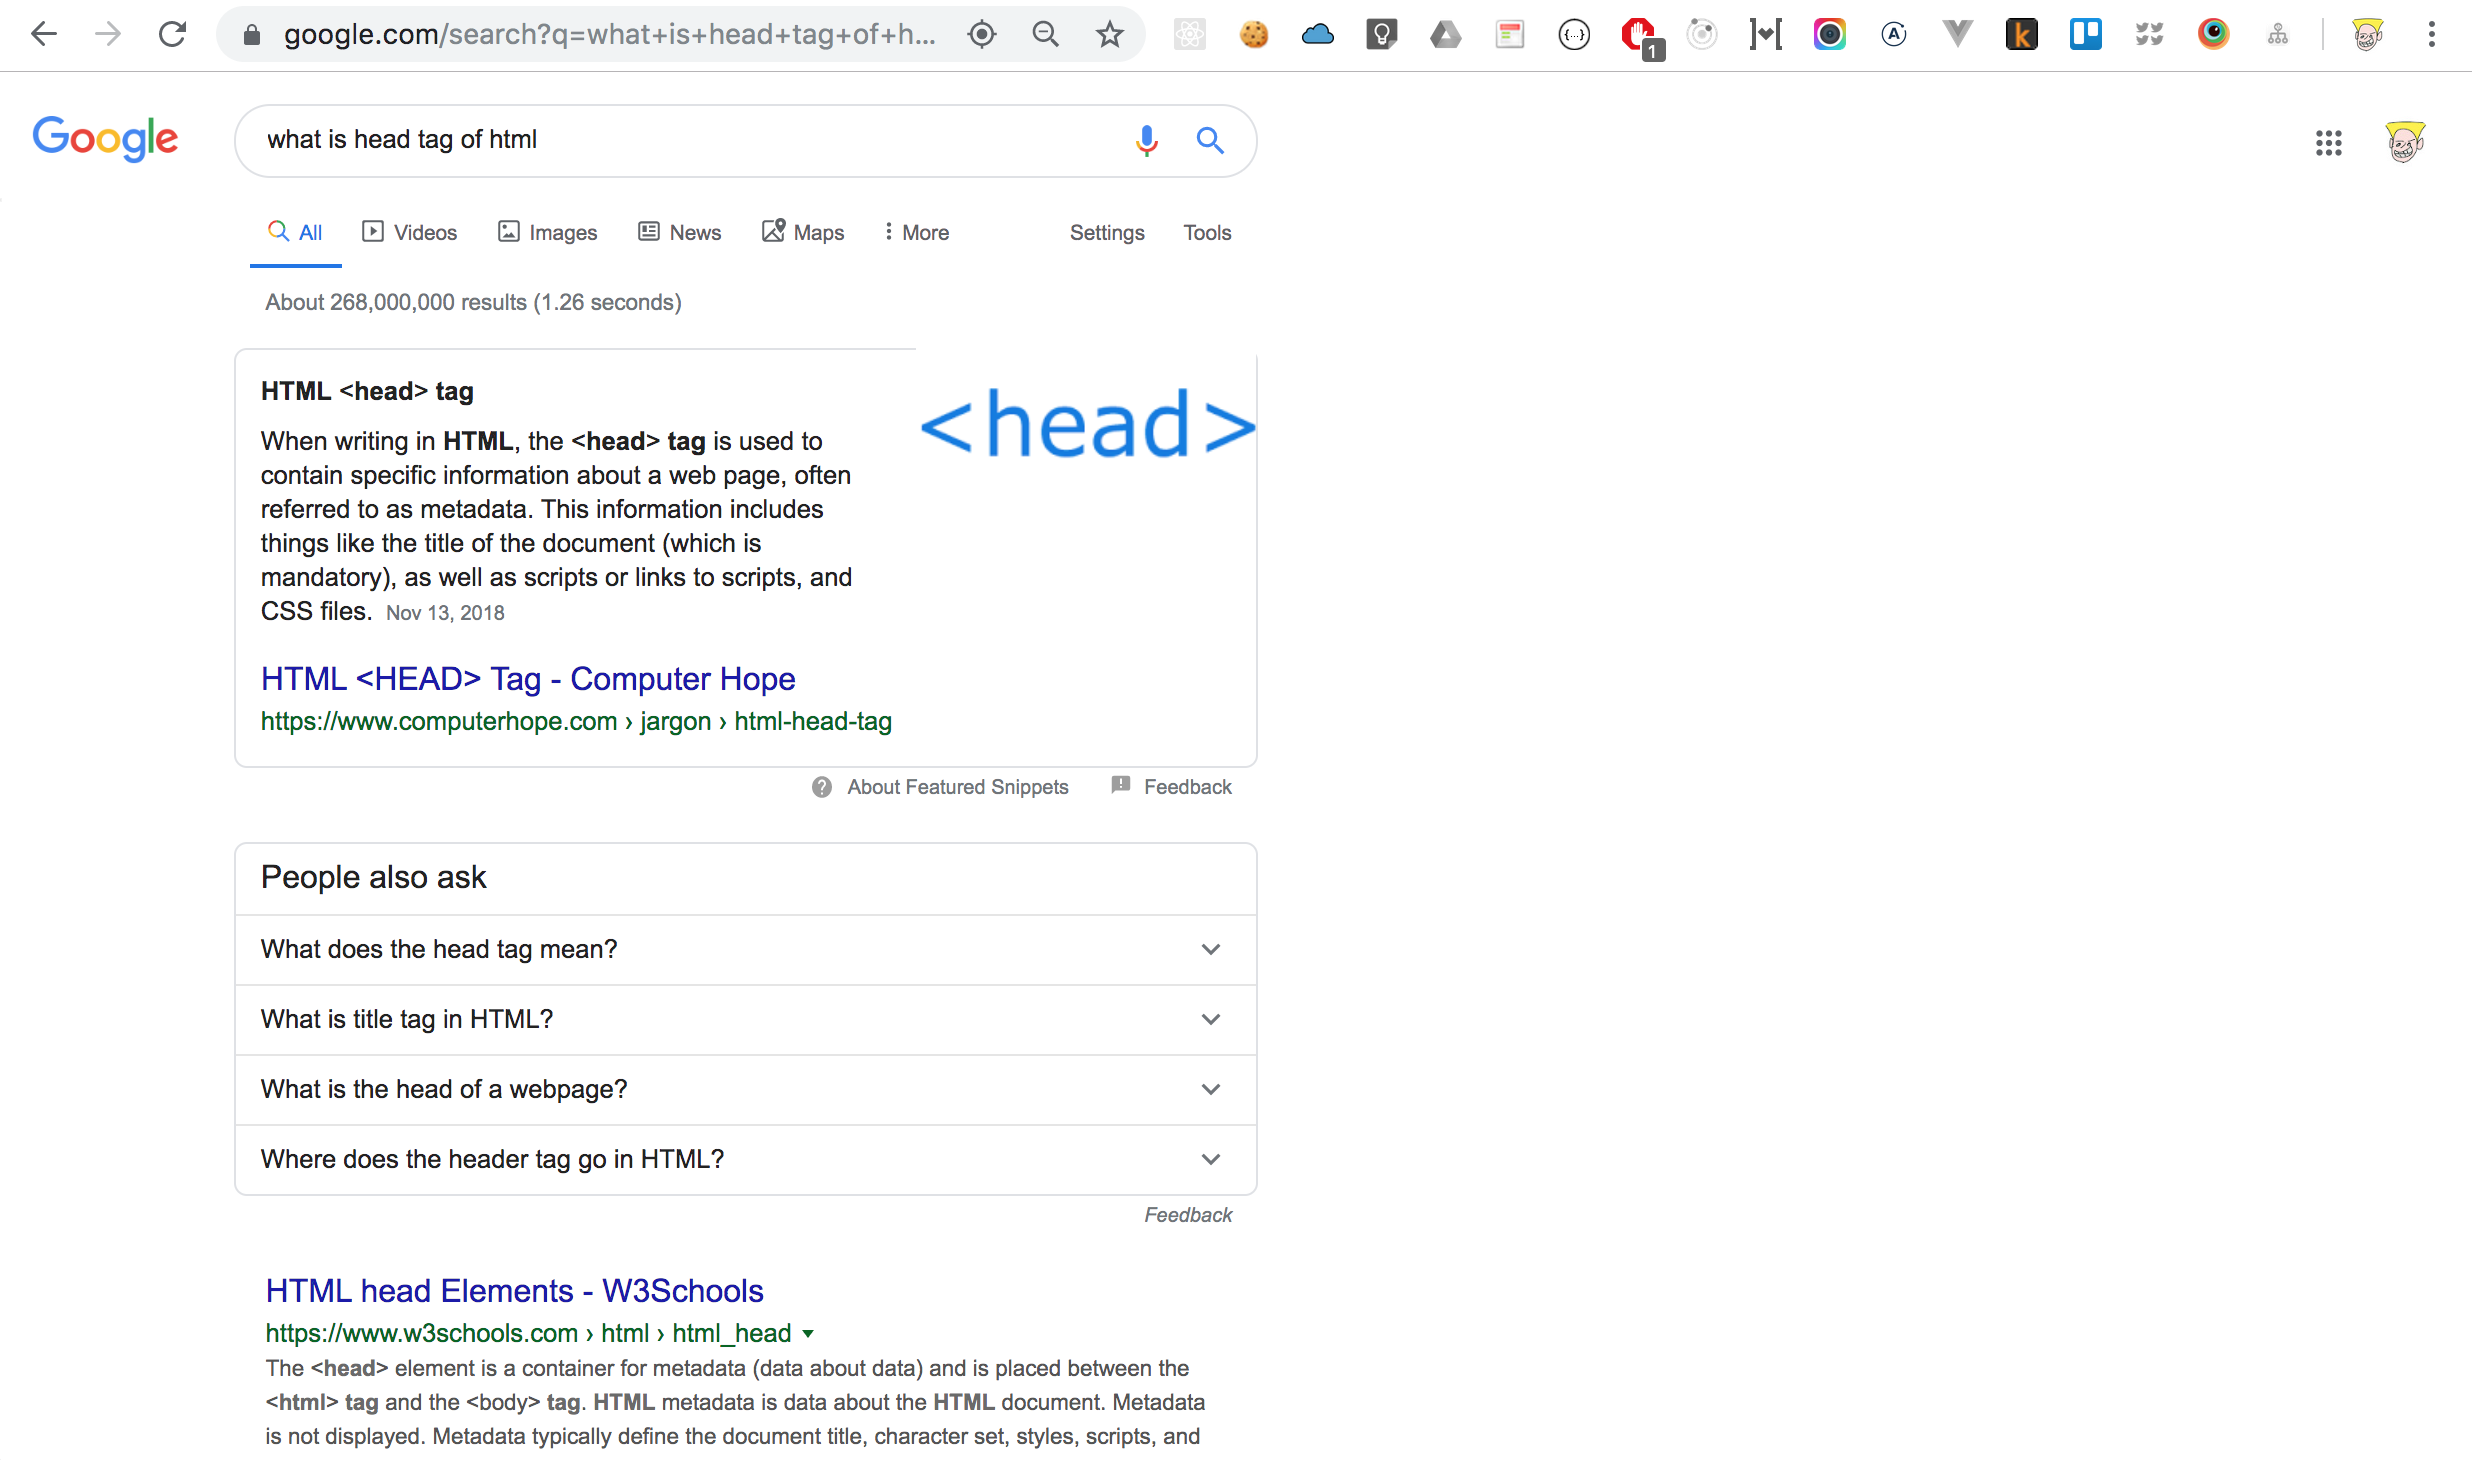 google.com/search?q=what+is+head+tag+of+h...
{...}
1
A
k
Google
what is head tag of html
All Videos Images News Maps More Settings Tools
About 268,000,000 results (1.26 seconds)
HTML <head> tag
<head>
When writing in HTML, the <head> tag is used to
contain specific information about a web page, often
referred to as metadata. This information includes
things like the title of the document (which is
mandatory), as well as scripts or links to scripts, and
CSS files. Nov 13, 2018
HTML <HEAD> Tag - Computer Hope
https://www.computerhope.com › jargon › html-head-tag
About Featured Snippets Feedback
People also ask
What does the head tag mean?
What is title tag in HTML?
What is the head of a webpage?
Where does the header tag go in HTML?
Feedback
HTML head Elements - W3Schools
https://www.w3schools.com › html › html_head
The <head> element is a container for metadata (data about data) and is placed between the
<html> tag and the <body> tag. HTML metadata is data about the HTML document. Metadata
is not displayed. Metadata typically define the document title, character set, styles, scripts, and